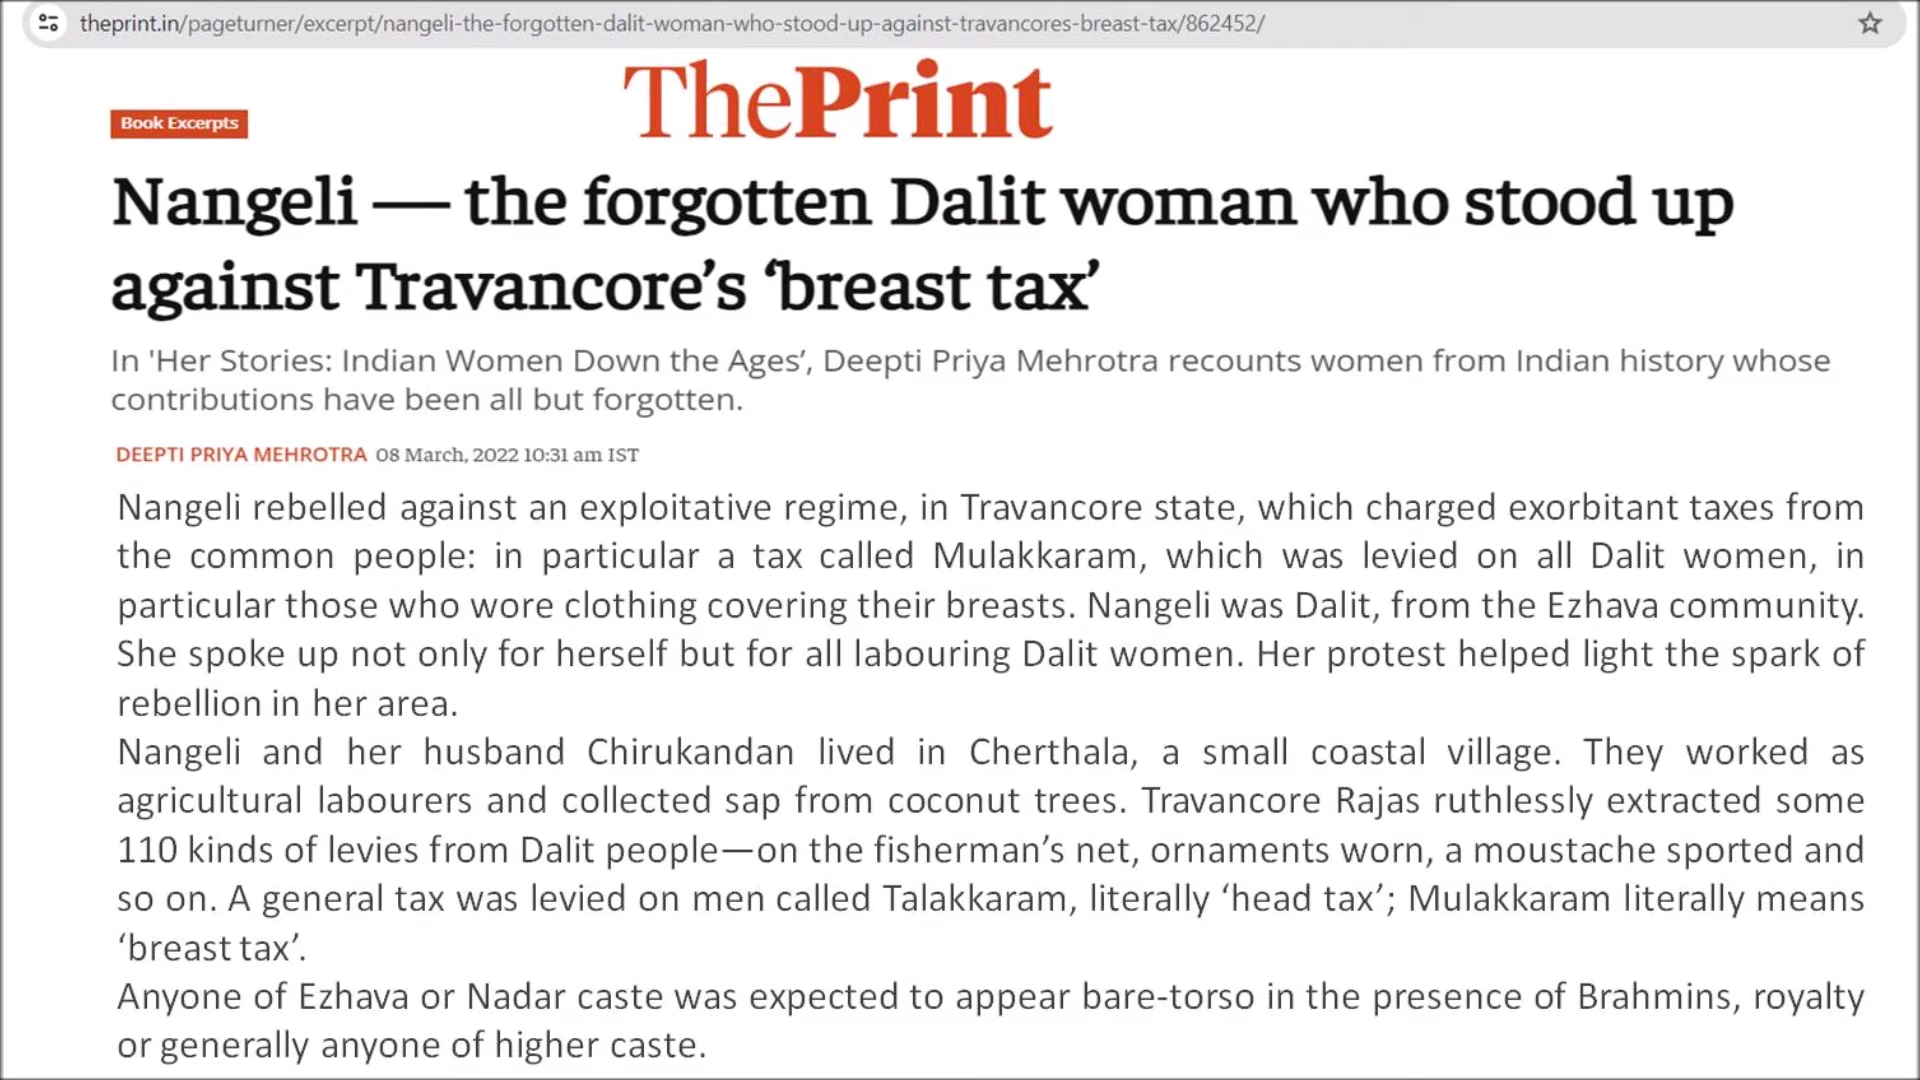 theprint.in/pageturner/excerpt/nangeli-the-forgotten-dalit-woman-who-stood-up-against-travancores-breast-tax/862452/
ThePrint
Book Excerpts
Nangeli — the forgotten Dalit woman who stood up
against Travancore’s ‘breast tax’
In 'Her Stories: Indian Women Down the Ages’, Deepti Priya Mehrotra recounts women from Indian history whose
contributions have been all but forgotten.
DEEPTI PRIYA MEHROTRA 08 March, 2022 10:31 am IST
Nangeli rebelled against an exploitative regime, in Travancore state, which charged exorbitant taxes from
the common people: in particular a tax called Mulakkaram, which was levied on all Dalit women, in
particular those who wore clothing covering their breasts. Nangeli was Dalit, from the Ezhava community.
She spoke up not only for herself but for all labouring Dalit women. Her protest helped light the spark of
rebellion in her area.
Nangeli and her husband Chirukandan lived in Cherthala, a small coastal village. They worked as
agricultural labourers and collected sap from coconut trees. Travancore Rajas ruthlessly extracted some
110 kinds of levies from Dalit people—on the fisherman’s net, ornaments worn, a moustache sported and
so on. A general tax was levied on men called Talakkaram, literally ‘head tax’; Mulakkaram literally means
‘breast tax’.
Anyone of Ezhava or Nadar caste was expected to appear bare-torso in the presence of Brahmins, royalty
or generally anyone of higher caste.